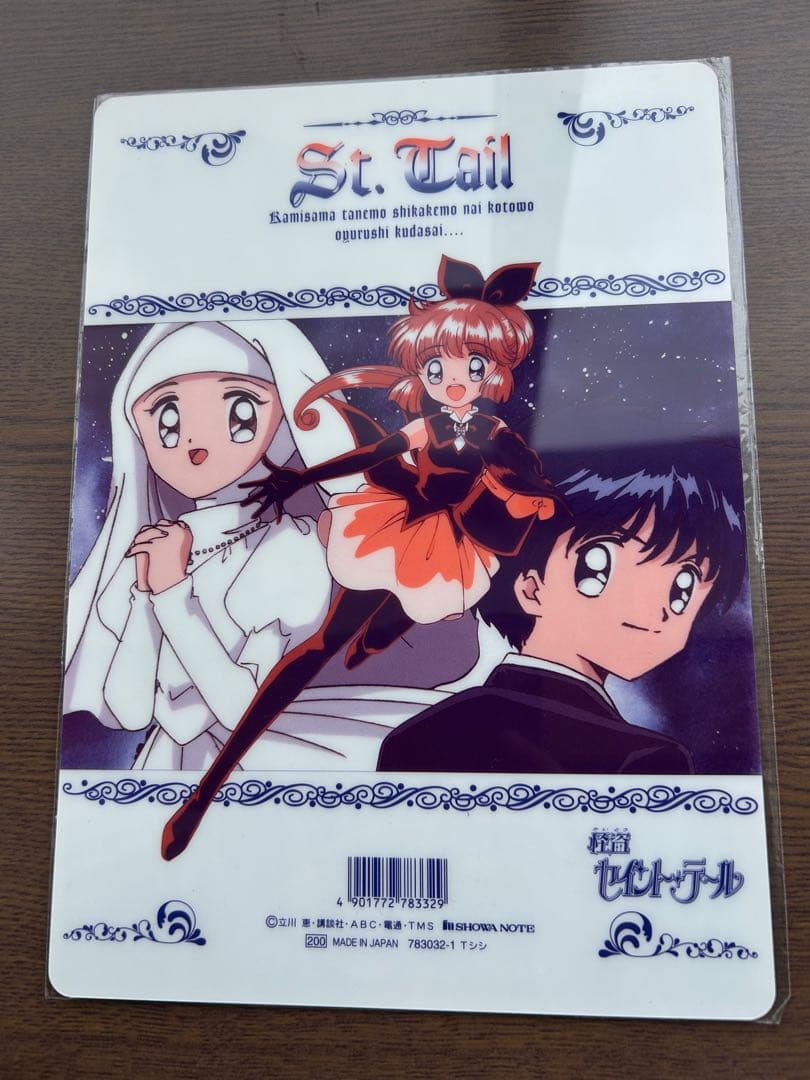 St. Tail
Kamisama tanemo shikakemo nai kotowo
oyurushi kudasai....
怪盗
セイント・テール
4 901772 783329
©立川 恵・講談社・ABC・電通・TMS SHOWA NOTE
200 MADE IN JAPAN 783032-1 Tシシ